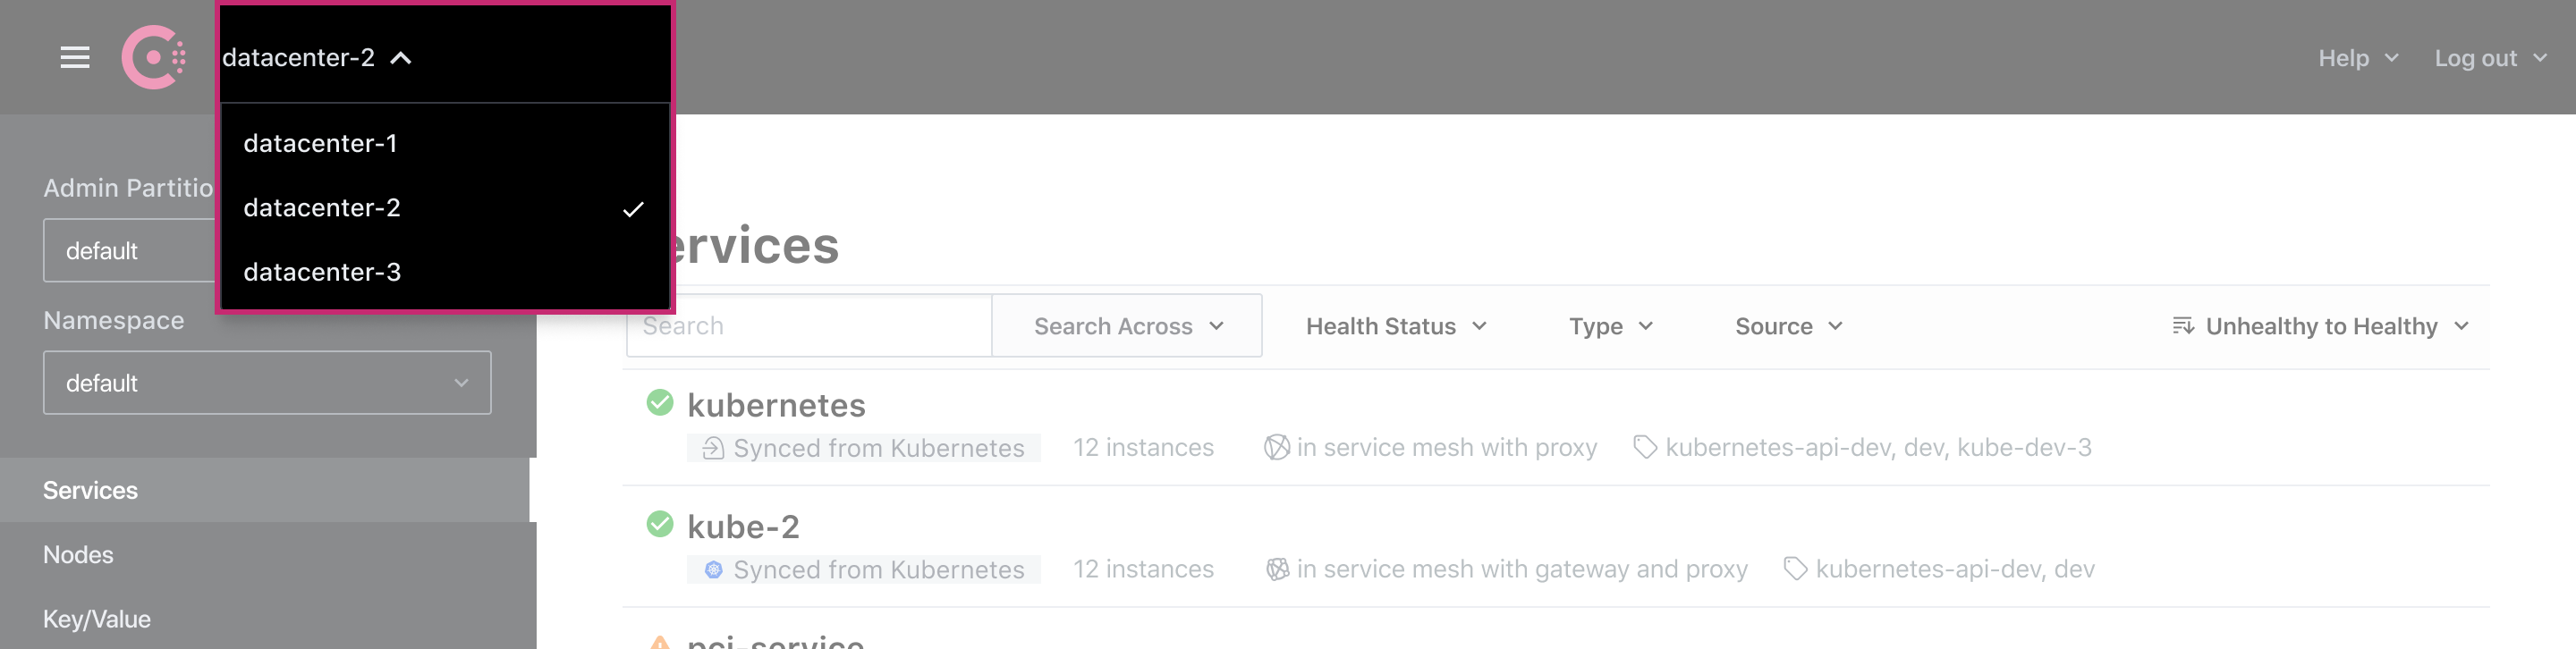 datacenter-2
Help
Log out
datacenter-1
datacenter-2
datacenter-3
Admin Partitio
default
Namespace
default
Services
Nodes
Key/Value
ervices
Search
Search Across
Health Status
Type
Source
Unhealthy to Healthy
kubernetes
Synced from Kubernetes 12 instances in service mesh with proxy kubernetes-api-dev, dev, kube-dev-3
kube-2
Synced from Kubernetes 12 instances in service mesh with gateway and proxy kubernetes-api-dev, dev
pci-service